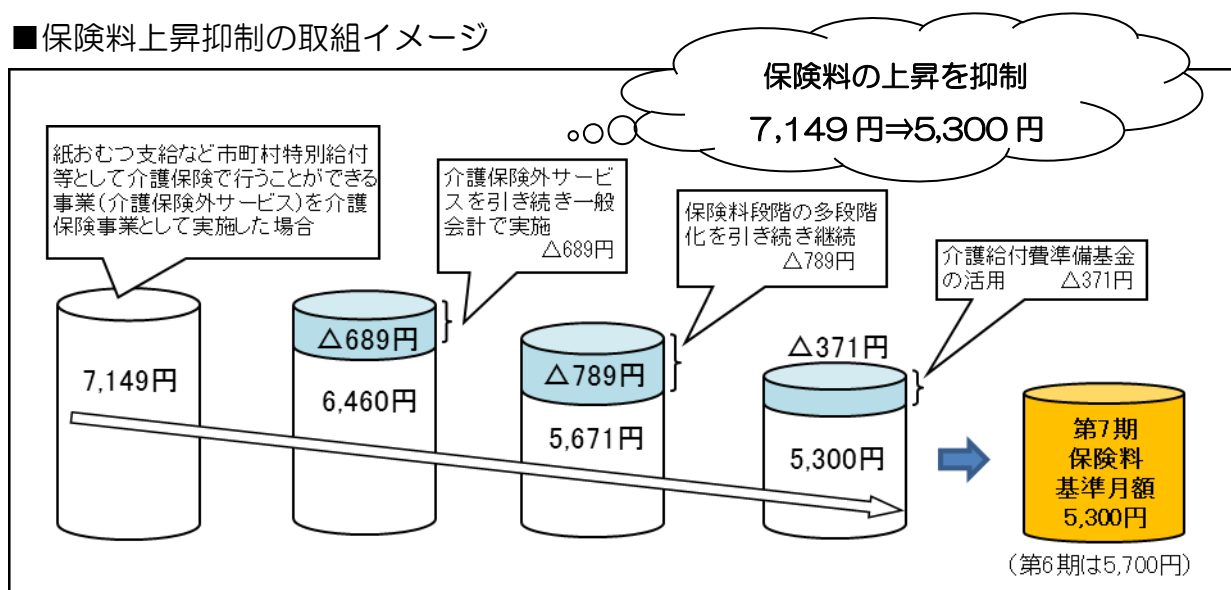 ■保険料上昇抑制の取組イメージ
保険料の上昇を抑制
7,149円⇒5,300円
紙おむつ支給など市町村特別給付
等として介護保険で行うことができる
事業(介護保険外サービス)を介護
保険事業として実施した場合
介護保険外サービ
スを引き続き一般
会計で実施
△689円
保険料段階の多段階
化を引き続き継続
△789円
介護給付費準備基金
の活用 △371円
7,149円
△689円
6,460円
△789円
5,671円
△371円
5,300円
第7期
保険料
基準月額
5,300円
(第6期は5,700円)